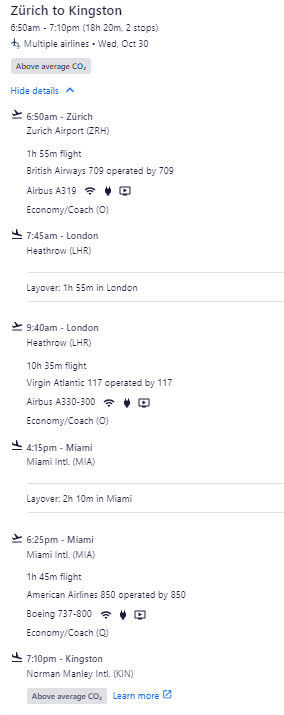 Zürich to Kingston
6:50am - 7:10pm (18h 20m, 2 stops)
Multiple airlines • Wed, Oct 30
Above average CO₂
Hide details
6:50am - Zürich
Zurich Airport (ZRH)
1h 55m flight
British Airways 709 operated by 709
Airbus A319
Economy/Coach (O)
7:45am - London
Heathrow (LHR)
Layover: 1h 55m in London
9:40am - London
Heathrow (LHR)
10h 35m flight
Virgin Atlantic 117 operated by 117
Airbus A330-300
Economy/Coach (O)
4:15pm - Miami
Miami Intl. (MIA)
Layover: 2h 10m in Miami
6:25pm - Miami
Miami Intl. (MIA)
1h 45m flight
American Airlines 850 operated by 850
Boeing 737-800
Economy/Coach (Q)
7:10pm - Kingston
Norman Manley Intl. (KIN)
Above average CO₂ Learn more